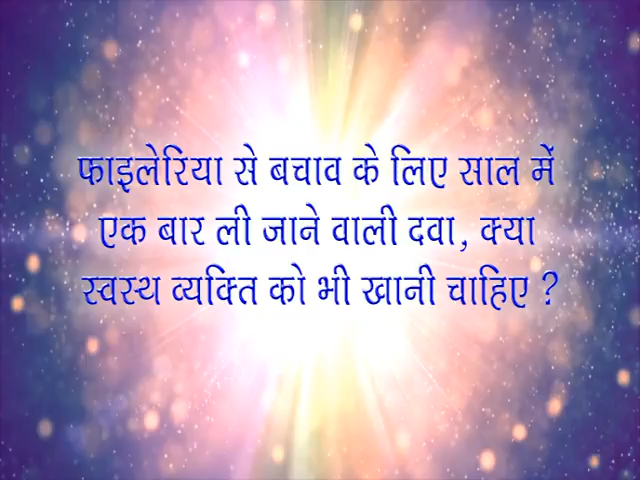 फाइलेरिया से बचाव के लिए साल में
एक बार ली जाने वाली दवा, क्या
स्वस्थ व्यक्ति को भी खानी चाहिए ?